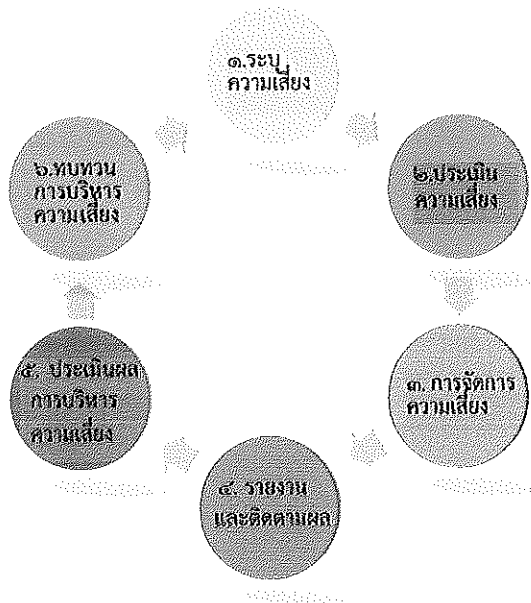 ๑.ระบุ
ความเสี่ยง
๒.ประเมิน
ความเสี่ยง
๓. การจัดการ
ความเสี่ยง
๔. รายงาน
และติดตามผล
๕. ประเมินผล
การบริหาร
ความเสี่ยง
๖.ทบทวน
การบริหาร
ความเสี่ยง